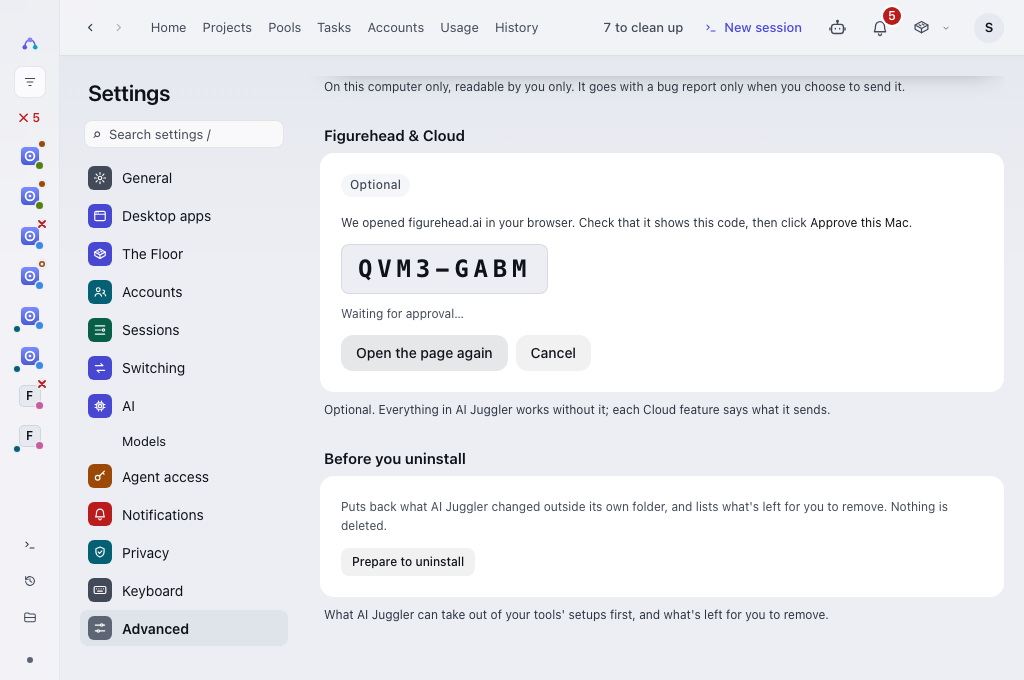 Home Projects Pools Tasks Accounts Usage History 7 to clean up New session 5 S
5
F
F
Settings
Search settings /
General
Desktop apps
The Floor
Accounts
Sessions
Switching
AI
Models
Agent access
Notifications
Privacy
Keyboard
Advanced
On this computer only, readable by you only. It goes with a bug report only when you choose to send it.
Figurehead & Cloud
Optional
We opened figurehead.ai in your browser. Check that it shows this code, then click Approve this Mac.
QVM3-GABM
Waiting for approval…
Open the page again Cancel
Optional. Everything in AI Juggler works without it; each Cloud feature says what it sends.
Before you uninstall
Puts back what AI Juggler changed outside its own folder, and lists what's left for you to remove. Nothing is
deleted.
Prepare to uninstall
What AI Juggler can take out of your tools' setups first, and what's left for you to remove.